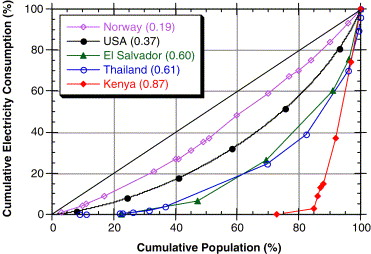 Cumulative Electricity Consumption (%)
100
80
60
40
20
0
Norway (0.19)
USA (0.37)
El Salvador (0.60)
Thailand (0.61)
Kenya (0.87)
0 20 40 60 80 100
Cumulative Population (%)